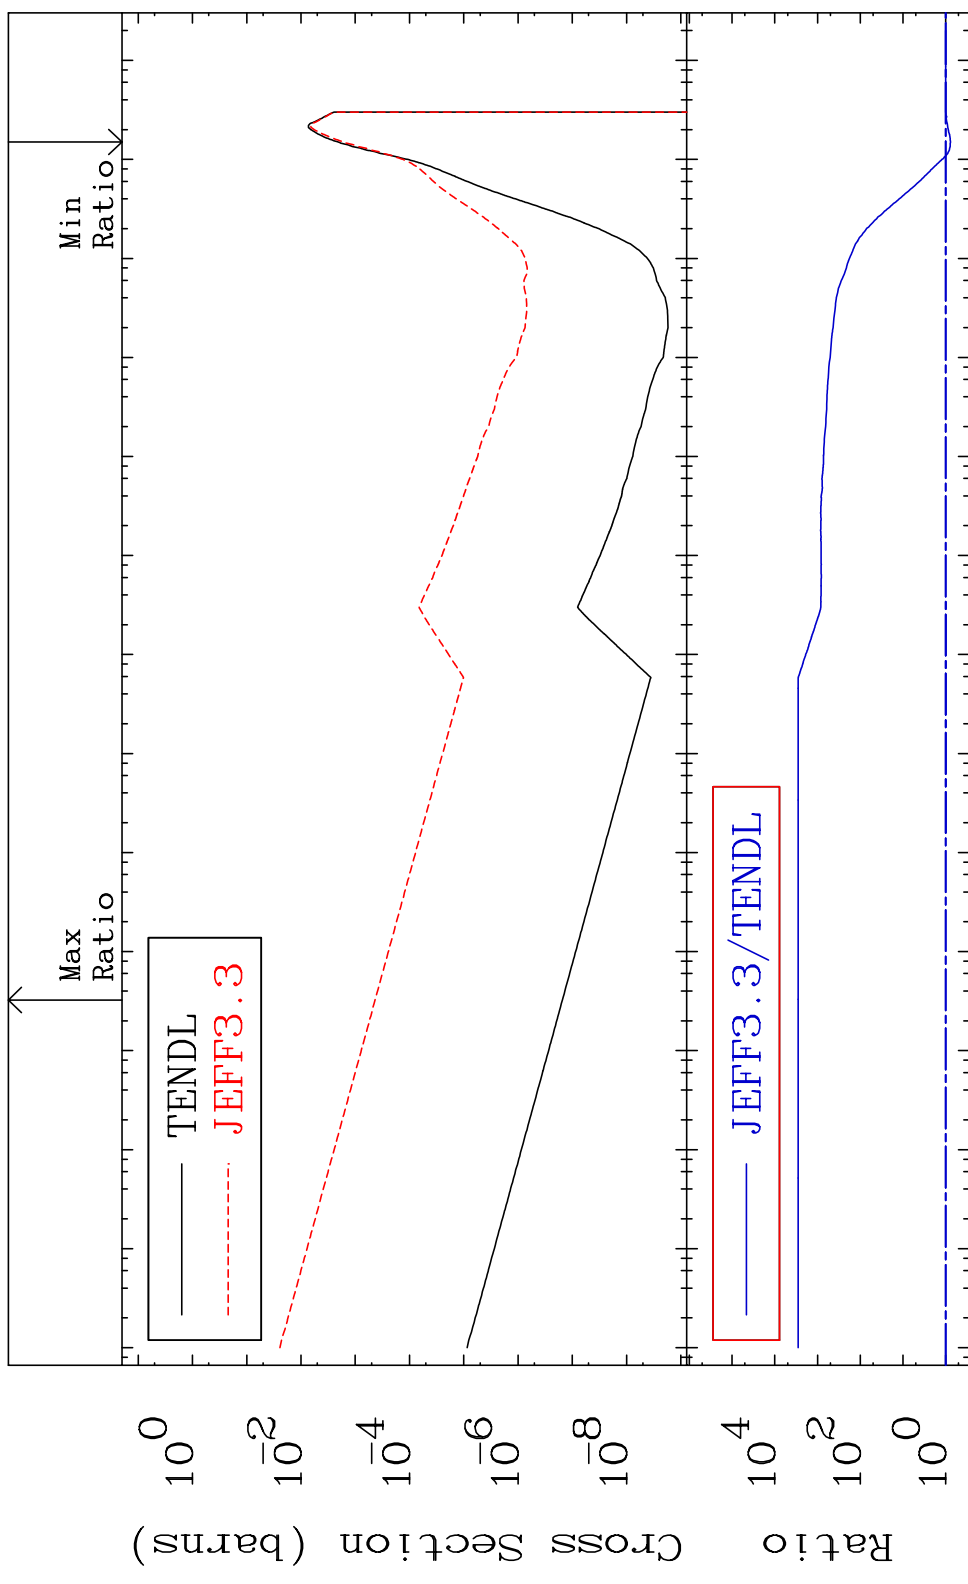 Max
Ratio
Min
Ratio
TENDL
JEFF3.3
10^0
10^-2
10^-4
10^-6
10^-8
Cross Section (barns)
JEFF3.3/TENDL
10^4
10^2
10^0
Ratio